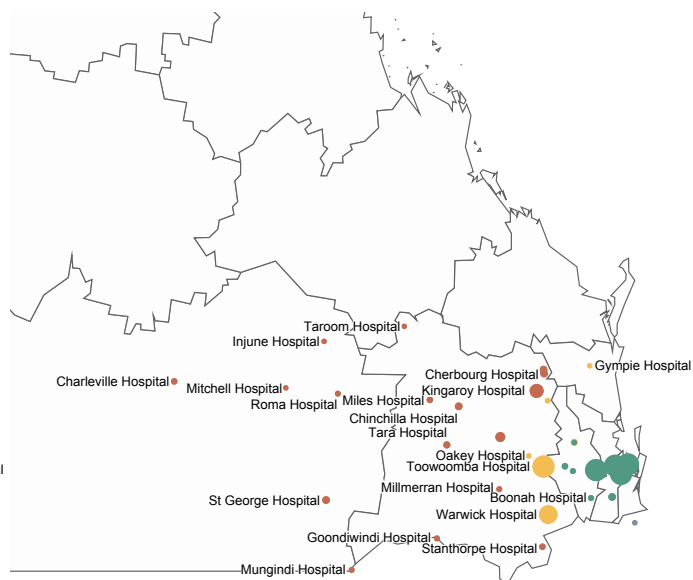 Taroom Hospital
Injune Hospital
Gympie Hospital
Cherbourg Hospital
Charleville Hospital
Mitchell Hospital
Kingaroy Hospital
Roma Hospital
Miles Hospital
Chinchilla Hospital
Tara Hospital
Oakey Hospital
Toowoomba Hospital
Millmerran Hospital
Boonah Hospital
St George Hospital
Warwick Hospital
Goondiwindi Hospital
Stanthorpe Hospital
Mungindi Hospital